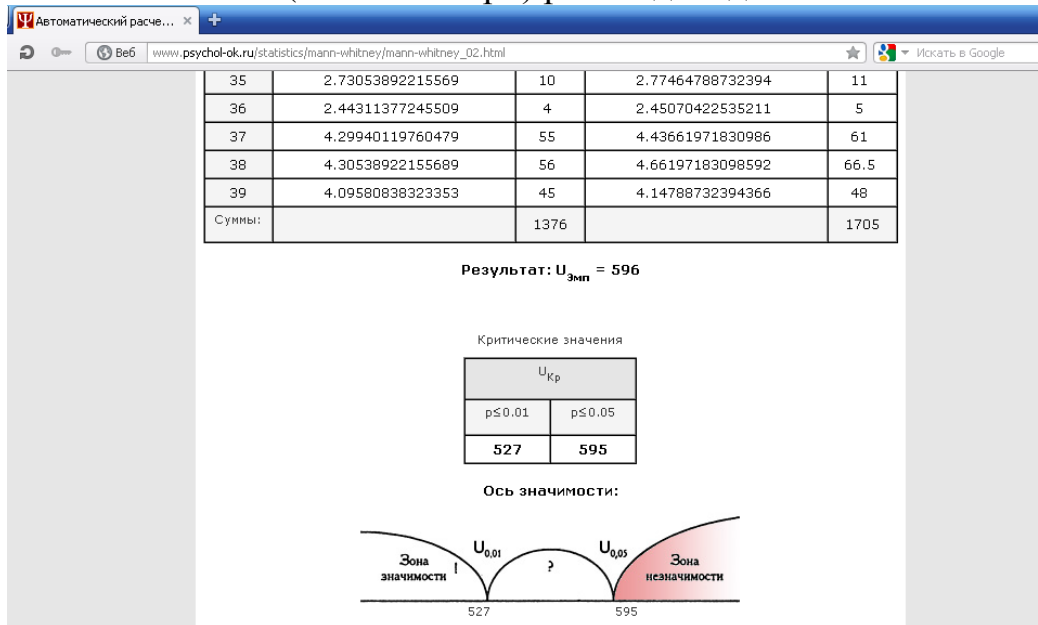 Автоматический расче... × +
Веб www.psychol-ok.ru/statistics/mann-whitney/mann-whitney_02.html Искать в Google
35 2.73053892215569 10 2.77464788732394 11
36 2.44311377245509 4 2.45070422535211 5
37 4.29940119760479 55 4.43661971830986 61
38 4.30538922155689 56 4.66197183098592 66.5
39 4.09580838323353 45 4.14788732394366 48
Суммы: 1376 1705
Результат: UЭмп = 596
Критические значения
UКр
p≤0.01 p≤0.05
527 595
Ось значимости:
Зона значимости ! U0,01 ? U0,05 Зона незначимости
527 595